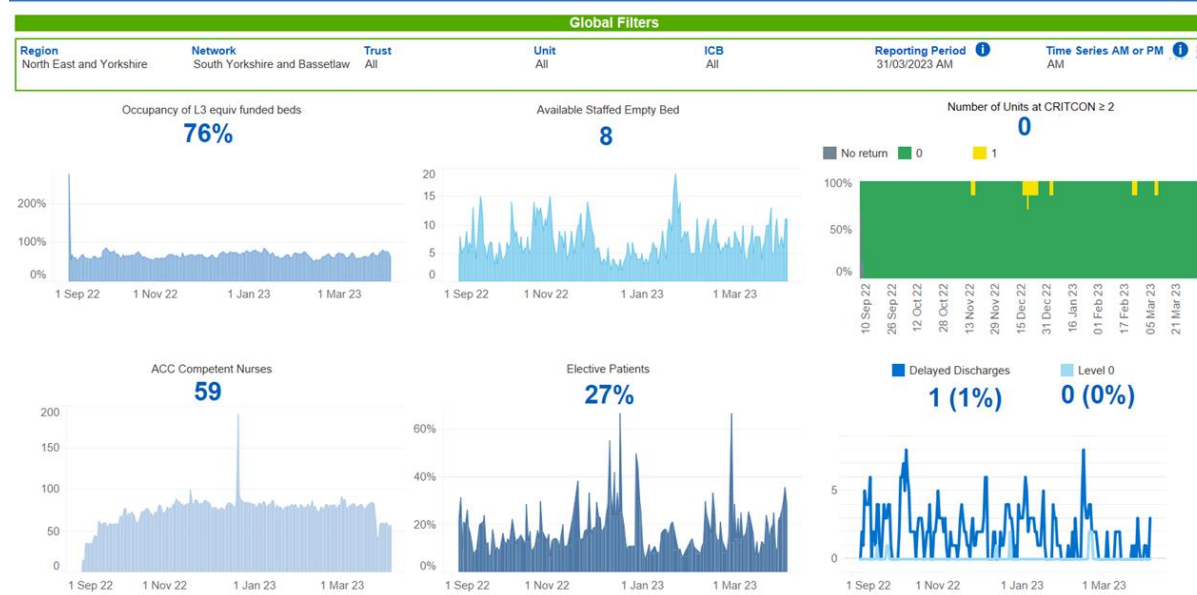 Global Filters
Region Network Trust Unit ICB Reporting Period i Time Series AM or PM i
North East and Yorkshire South Yorkshire and Bassetlaw All All All 31/03/2023 AM AM
Occupancy of L3 equiv funded beds
76%
200%
100%
0%
1 Sep 22 1 Nov 22 1 Jan 23 1 Mar 23
Available Staffed Empty Bed
8
20
15
10
5
0
1 Sep 22 1 Nov 22 1 Jan 23 1 Mar 23
Number of Units at CRITCON ≥ 2
0
No return 0 1
100%
50%
0%
10 Sep 22
26 Sep 22
12 Oct 22
28 Oct 22
13 Nov 22
29 Nov 22
15 Dec 22
31 Dec 22
16 Jan 23
01 Feb 23
17 Feb 23
05 Mar 23
21 Mar 23
ACC Competent Nurses
59
200
150
100
50
0
1 Sep 22 1 Nov 22 1 Jan 23 1 Mar 23
Elective Patients
27%
60%
40%
20%
0%
1 Sep 22 1 Nov 22 1 Jan 23 1 Mar 23
Delayed Discharges Level 0
1 (1%) 0 (0%)
5
0
1 Sep 22 1 Nov 22 1 Jan 23 1 Mar 23